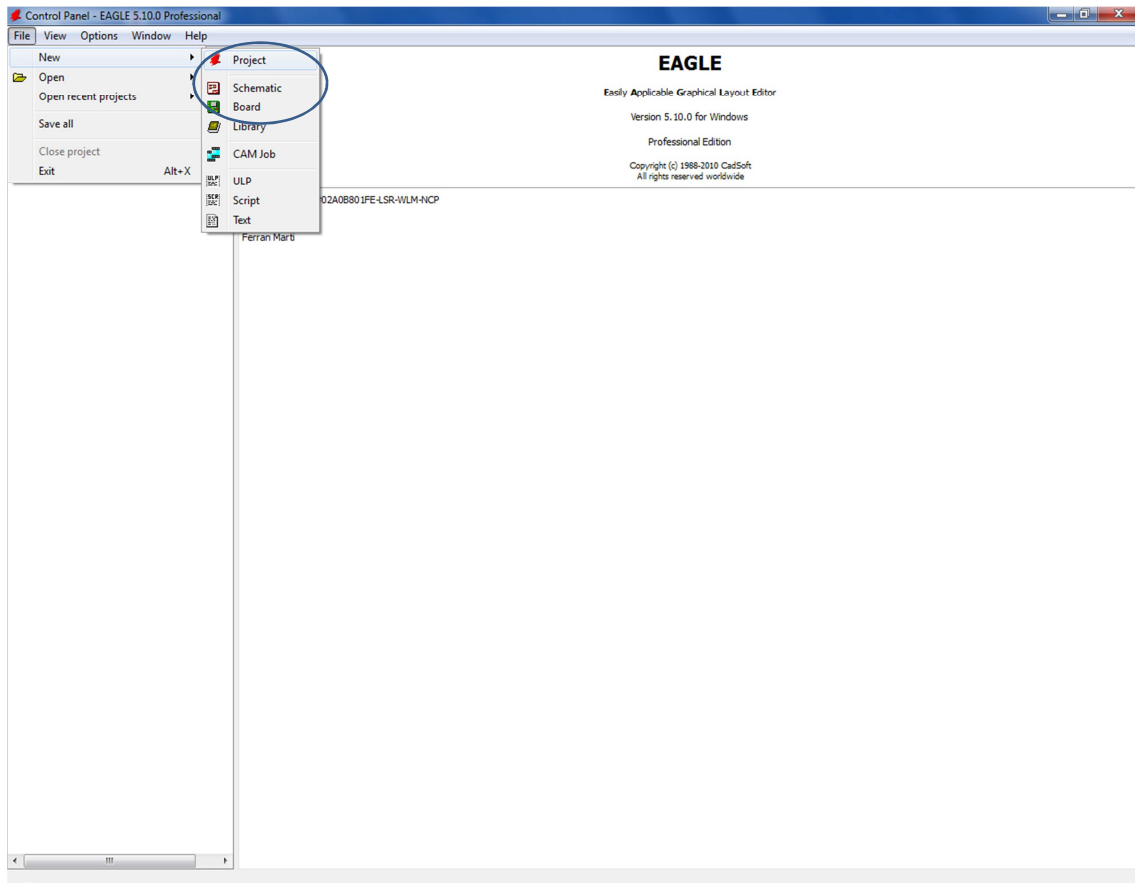 Control Panel - EAGLE 5.10.0 Professional
File View Options Window Help
New
Open
Open recent projects
Save all
Close project
Exit Alt+X
Project
Schematic
Board
Library
CAM Job
ULP
Script
Text
EAGLE
Easily Applicable Graphical Layout Editor
Version 5.10.0 for Windows
Professional Edition
Copyright (c) 1988-2010 CadSoft
All rights reserved worldwide
02A0B801FE-LSR-WLM-NCP
Ferran Marti